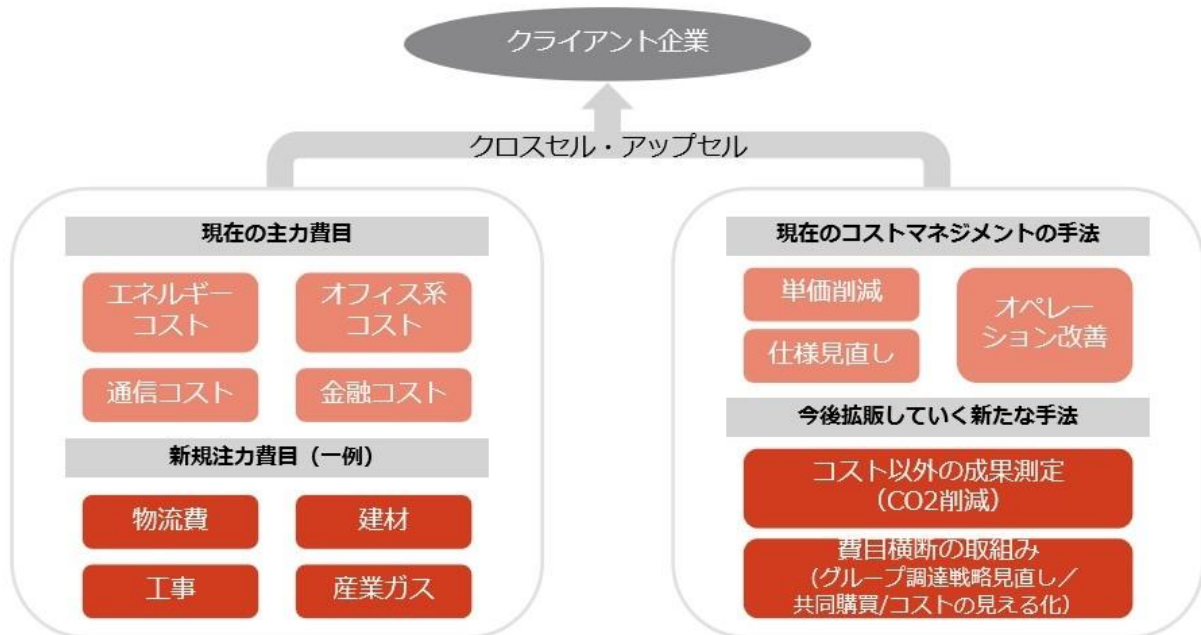 クライアント企業
クロスセル・アップセル
現在の主力費目
エネルギー
コスト
オフィス系
コスト
通信コスト
金融コスト
新規注力費目（一例）
物流費
建材
工事
産業ガス
現在のコストマネジメントの手法
単価削減
仕様見直し
オペレー
ション改善
今後拡販していく新たな手法
コスト以外の成果測定
（CO2削減）
費目横断の取組み
（グループ調達戦略見直し／
共同購買/コストの見える化）